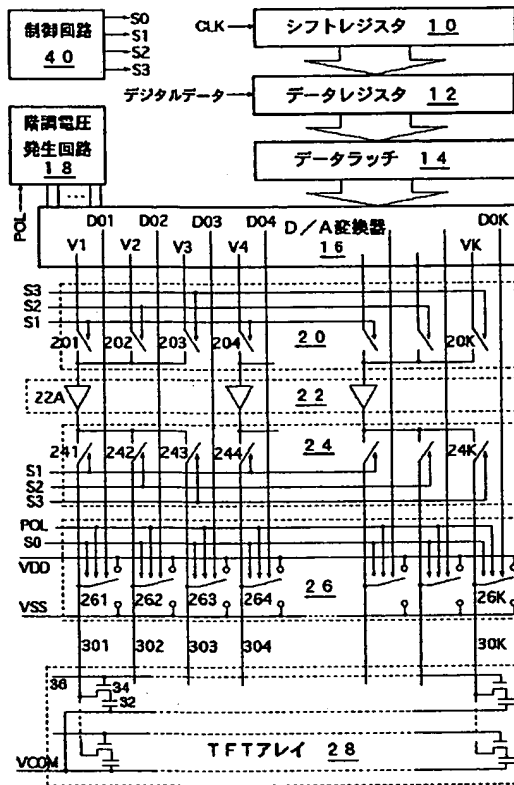 制御回路
40
S0
S1
S2
S3
CLK
シフトレジスタ 10
デジタルデータ
データレジスタ 12
階調電圧
発生回路
18
データラッチ 14
POL
D01 D02 D03 D04 D/A変換器 D0K
V1 V2 V3 V4 16 VK
S3
S2
S1
201 202 203 204 20 20K
22A 22
241 242 243 244 24 24K
S1
S2
S3
POL
S0
VDD
261 262 263 264 26 26K
VSS
301 302 303 304 30K
36 34
32
TFTアレイ 28
VCOM